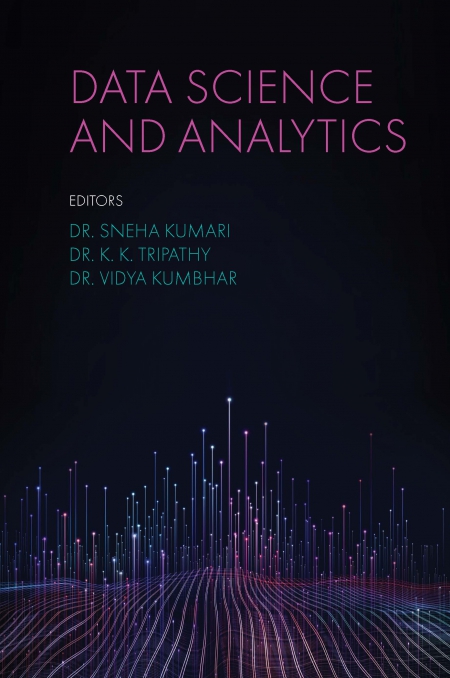 DATA SCIENCE
AND ANALYTICS
EDITORS
DR. SNEHA KUMARI
DR. K. K. TRIPATHY
DR. VIDYA KUMBHAR